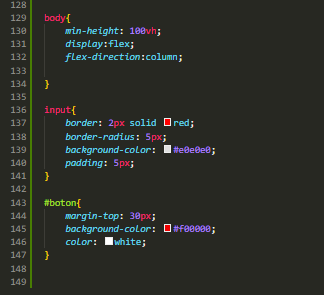 128
129 body{
130 min-height: 100vh;
131 display:flex;
132 flex-direction:column;
133
134 }
135
136 input{
137 border: 2px solid red;
138 border-radius: 5px;
139 background-color: #e0e0e0;
140 padding: 5px;
141 }
142
143 #boton{
144 margin-top: 30px;
145 background-color: #f00000;
146 color: white;
147 }
148
149